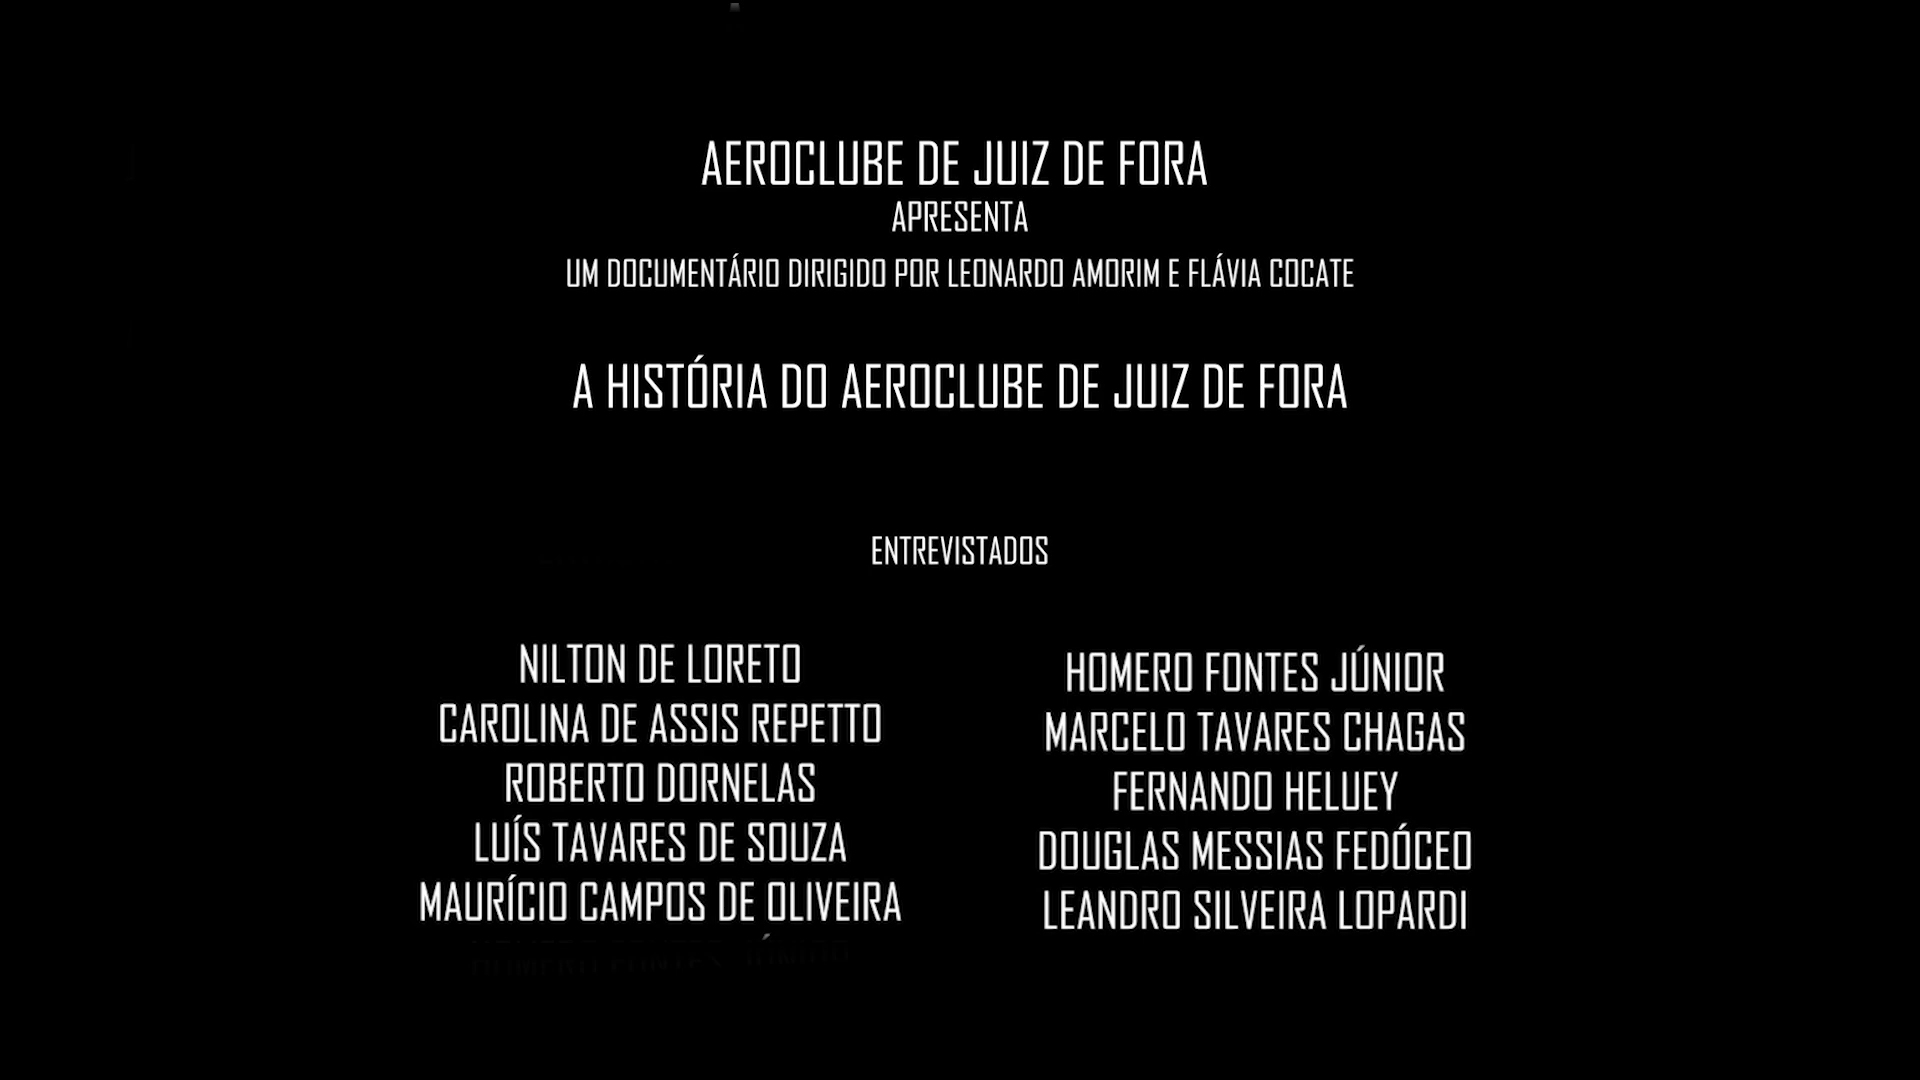 AEROCLUBE DE JUIZ DE FORA
APRESENTA
UM DOCUMENTÁRIO DIRIGIDO POR LEONARDO AMORIM E FLÁVIA COCATE
A HISTÓRIA DO AEROCLUBE DE JUIZ DE FORA
ENTREVISTADOS
NILTON DE LORETO
CAROLINA DE ASSIS REPETTO
ROBERTO DORNELAS
LUÍS TAVARES DE SOUZA
MAURÍCIO CAMPOS DE OLIVEIRA
HOMERO FONTES JÚNIOR
MARCELO TAVARES CHAGAS
FERNANDO HELUEY
DOUGLAS MESSIAS FEDÓCEO
LEANDRO SILVEIRA LOPARDI